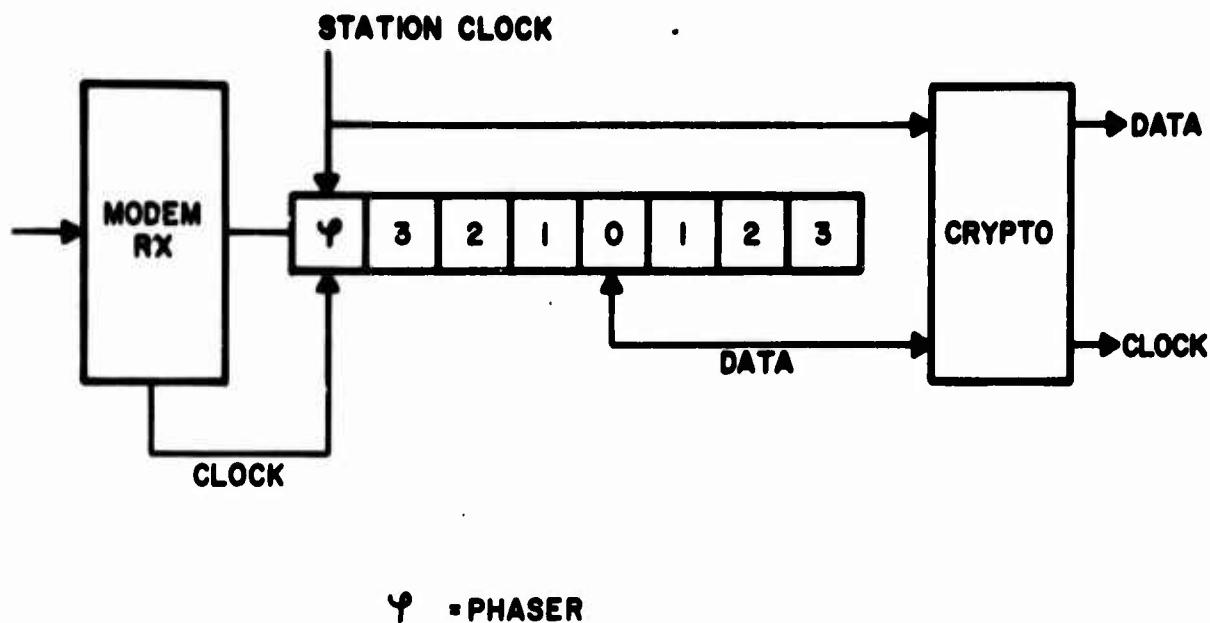 STATION CLOCK
MODEM
RX
φ 3 2 1 0 1 2 3
CRYPTO
DATA
CLOCK
DATA
CLOCK
φ = PHASER